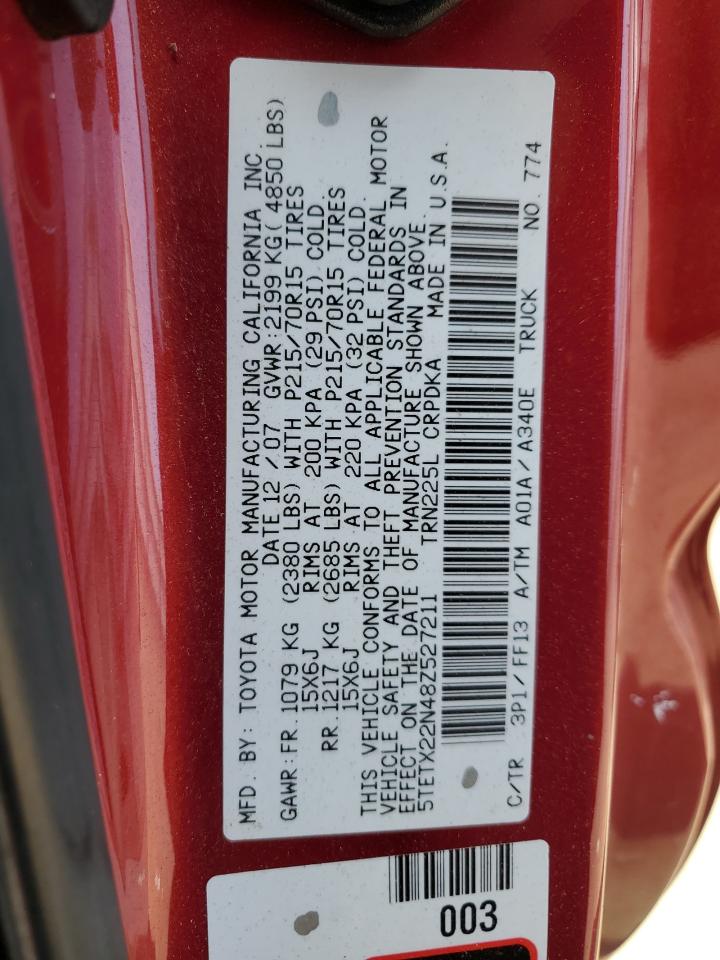 MFD. BY: TOYOTA MOTOR MANUFACTURING CALIFORNIA INC.
DATE 12 /07 GVWR:2199 KG( 4850 LBS)
GAWR:FR.1079 KG (2380 LBS) WITH P215/70R15 TIRES
15X6J RIMS AT 200 KPA (29 PSI) COLD
RR.1217 KG (2685 LBS) WITH P215/70R15 TIRES
15X6J RIMS AT 220 KPA (32 PSI) COLD.
THIS VEHICLE CONFORMS TO ALL APPLICABLE FEDERAL MOTOR
VEHICLE SAFETY AND THEFT PREVENTION STANDARDS IN
EFFECT ON THE DATE OF MANUFACTURE SHOWN ABOVE.
5TETX22N48Z527211 TRN225L CRPDKA MADE IN U.S.A.
C/TR 3P1/FF13 A/TM A01A/A340E TRUCK NO. 774
003